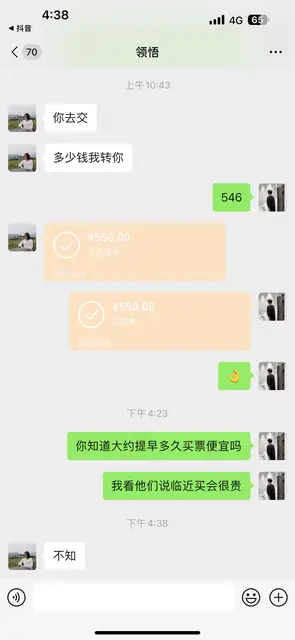 4:38
4G
65
抖音
70
领悟
上午10:43
你去交
多少钱我转你
546
¥550.00
¥550.00
下午4:23
你知道大约提早多久买票便宜吗
我看他们说临近买会很贵
下午4:38
不知